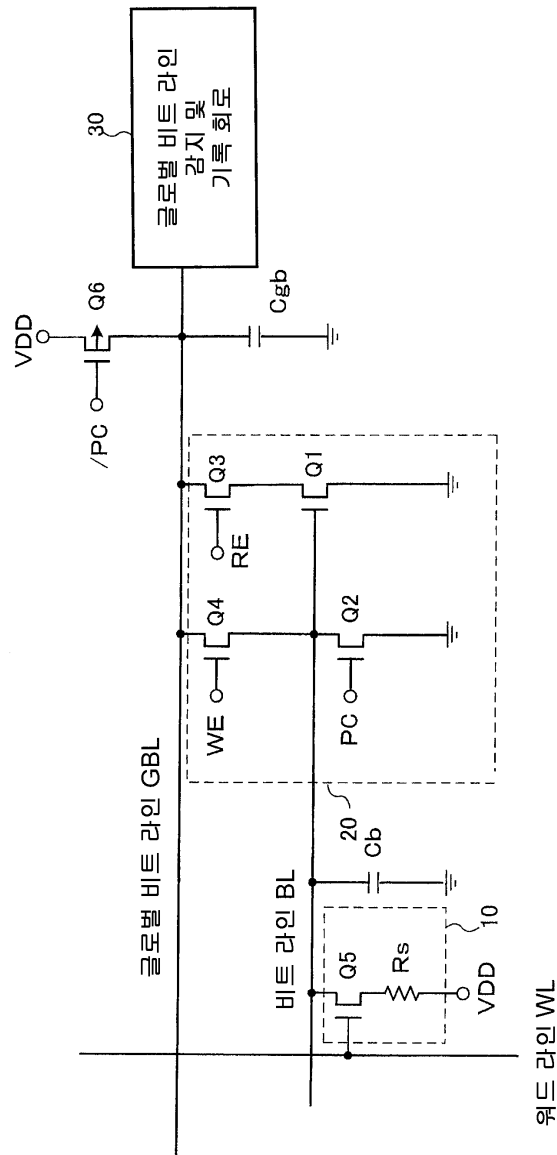 글로벌 비트 라인 GBL
VDD
/PC
Q6
30
글로벌 비트 라인
감지 및
기록 회로
Cgb
WE
Q4
RE
Q3
PC
Q2
Q1
20
비트 라인 BL
Cb
Q5
Rs
VDD
10
워드 라인 WL